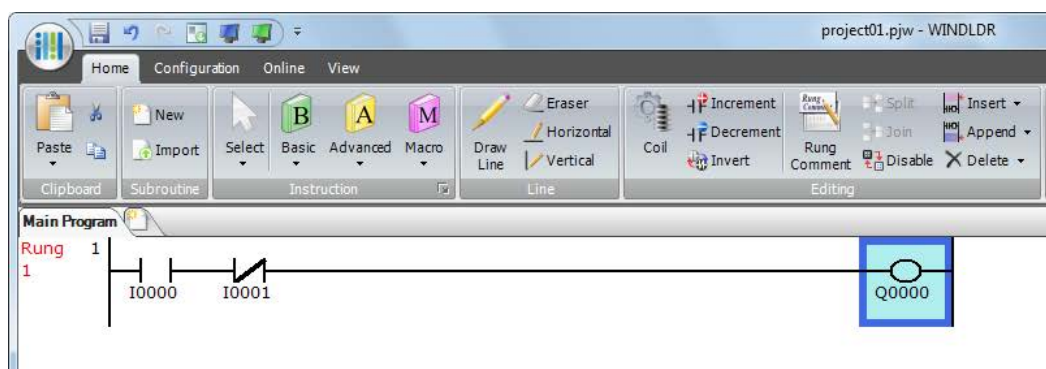 project01.pjw - WINDLDR
Home Configuration Online View
Paste
New
Import
Select Basic Advanced Macro
B A M
Draw Line
Eraser
Horizontal
Vertical
Coil
Increment
Decrement
Invert
Rung Comment
Split
Join
Disable
Insert
Append
Delete
Clipboard Subroutine Instruction Line Editing
Main Program
Rung 1
1
I0000 I0001 Q0000